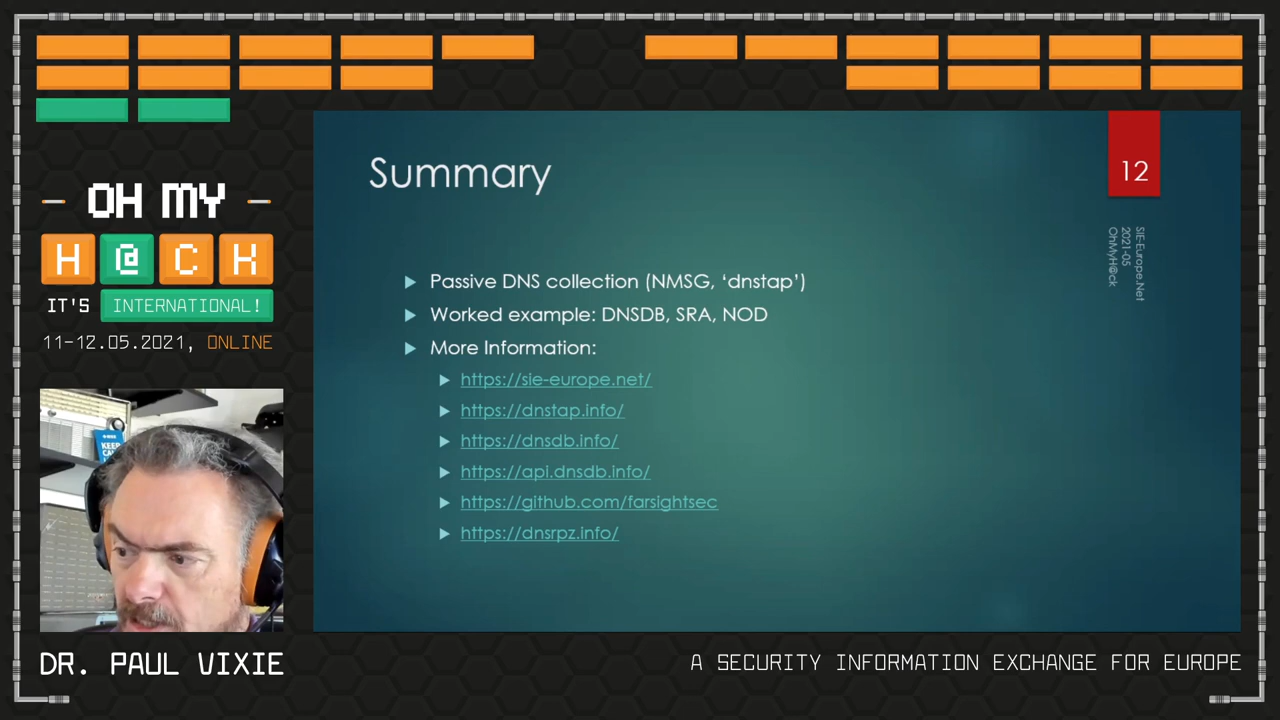 OH MY
H@CK
IT'S INTERNATIONAL!
11-12.05.2021, ONLINE
KEEP
DR. PAUL VIXIE
Summary
12
SIE-Europe.Net
2021-05
OhMyH@ck
Passive DNS collection (NMSG, ‘dnstap’)
Worked example: DNSDB, SRA, NOD
More Information:
https://sie-europe.net/
https://dnstap.info/
https://dnsdb.info/
https://api.dnsdb.info/
https://github.com/farsightsec
https://dnsrpz.info/
A SECURITY INFORMATION EXCHANGE FOR EUROPE